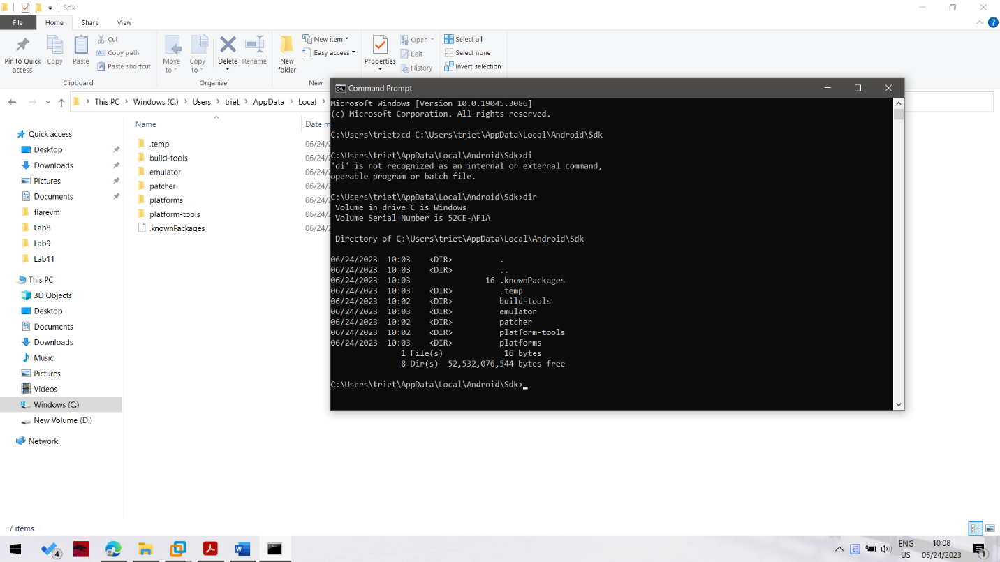 Sdk
File Home Share View
Pin to Quick access
Copy
Paste
Cut
Copy path
Paste shortcut
Clipboard
Move to
Copy to
Delete
Rename
Organize
New folder
New item
Easy access
New
Properties
Open
Edit
History
Select all
Select none
Invert selection
This PC > Windows (C:) > Users > triet > AppData > Local >
Quick access
Desktop
Downloads
Pictures
Documents
flarevm
Lab8
Lab9
Lab11
This PC
3D Objects
Desktop
Documents
Downloads
Music
Pictures
Videos
Windows (C:)
New Volume (D:)
Network
Name Date m
.temp 06/24/2
build-tools 06/24/2
emulator 06/24/2
patcher 06/24/2
platforms 06/24/2
platform-tools 06/24/2
.knownPackages 06/24/2
Command Prompt
Microsoft Windows [Version 10.0.19045.3086]
(c) Microsoft Corporation. All rights reserved.
C:\Users\triet>cd C:\Users\triet\AppData\Local\Android\Sdk
C:\Users\triet\AppData\Local\Android\Sdk>di
'di' is not recognized as an internal or external command,
operable program or batch file.
C:\Users\triet\AppData\Local\Android\Sdk>dir
Volume in drive C is Windows
Volume Serial Number is 52CE-AF1A
Directory of C:\Users\triet\AppData\Local\Android\Sdk
06/24/2023 10:03 <DIR> .
06/24/2023 10:03 <DIR> ..
06/24/2023 10:03 16 .knownPackages
06/24/2023 10:03 <DIR> .temp
06/24/2023 10:02 <DIR> build-tools
06/24/2023 10:03 <DIR> emulator
06/24/2023 10:02 <DIR> patcher
06/24/2023 10:02 <DIR> platform-tools
06/24/2023 10:03 <DIR> platforms
1 File(s) 16 bytes
8 Dir(s) 52,532,076,544 bytes free
C:\Users\triet\AppData\Local\Android\Sdk>
7 items
4
ENG
US
10:08
06/24/2023
1